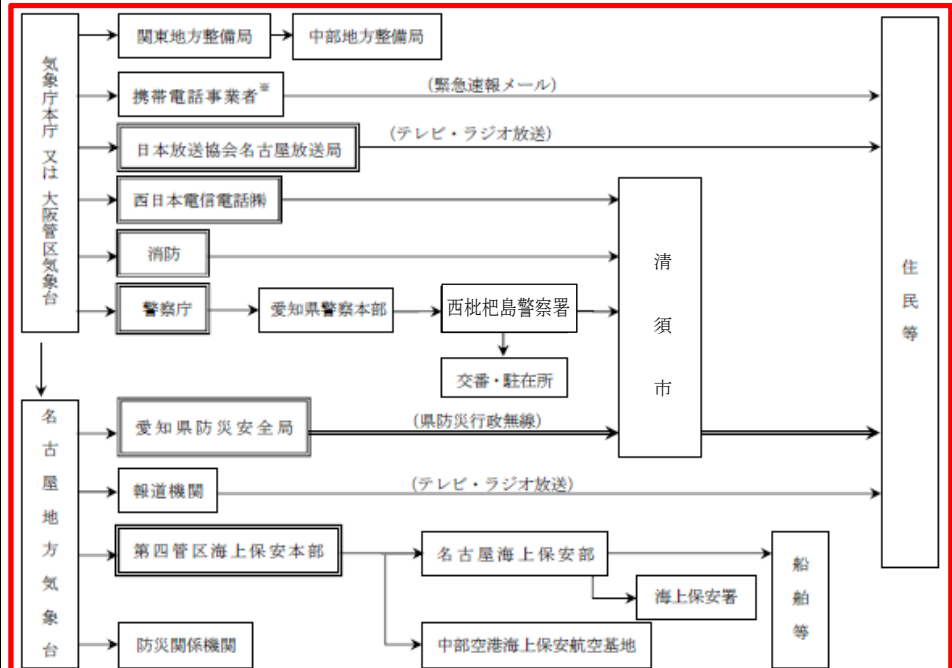 気象庁本庁 又は 大阪管区気象台
関東地方整備局
中部地方整備局
携帯電話事業者※
(緊急速報メール)
日本放送協会名古屋放送局
(テレビ・ラジオ放送)
西日本電信電話㈱
消防
警察庁
愛知県警察本部
西枇杷島警察署
交番・駐在所
清須市
住民等
名古屋地方気象台
愛知県防災安全局
(県防災行政無線)
報道機関
(テレビ・ラジオ放送)
第四管区海上保安本部
名古屋海上保安部
海上保安署
船舶等
防災関係機関
中部空港海上保安航空基地